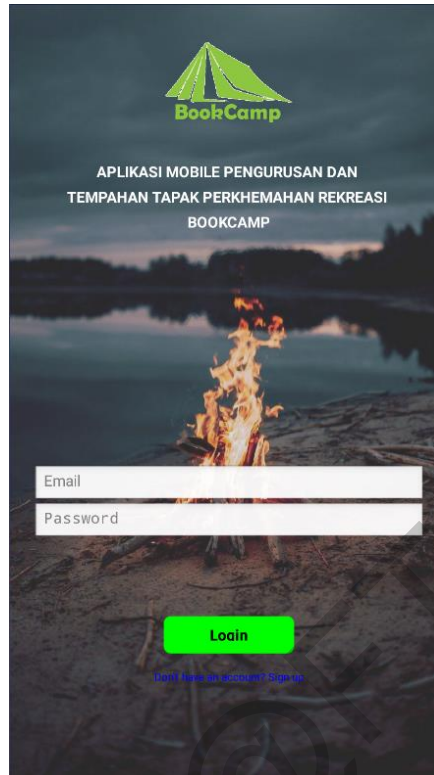 BookCamp
APLIKASI MOBILE PENGURUSAN DAN
TEMPAHAN TAPAK PERKHEMAHAN REKREASI
BOOKCAMP
Email
Password
Login
Don't have an account? Sign up